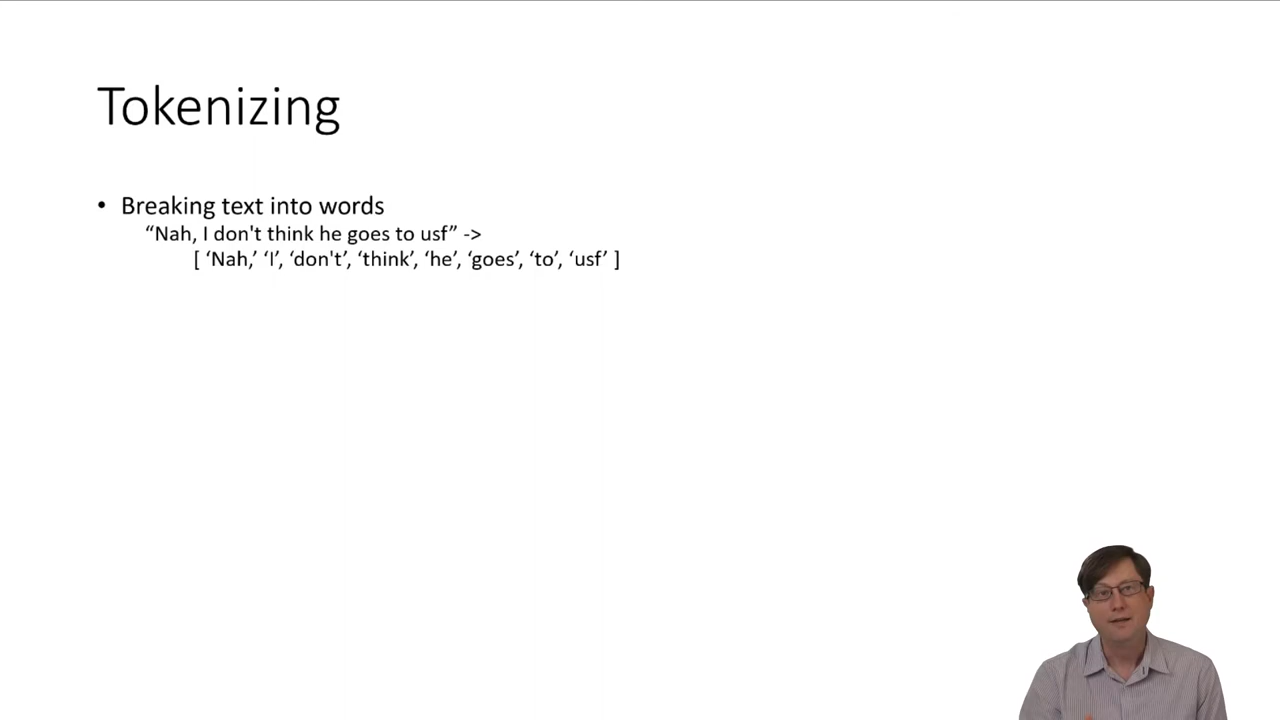 Tokenizing
• Breaking text into words
“Nah, I don't think he goes to usf” ->
[ ‘Nah,’ ‘I’, ‘don't’, ‘think’, ‘he’, ‘goes’, ‘to’, ‘usf’ ]